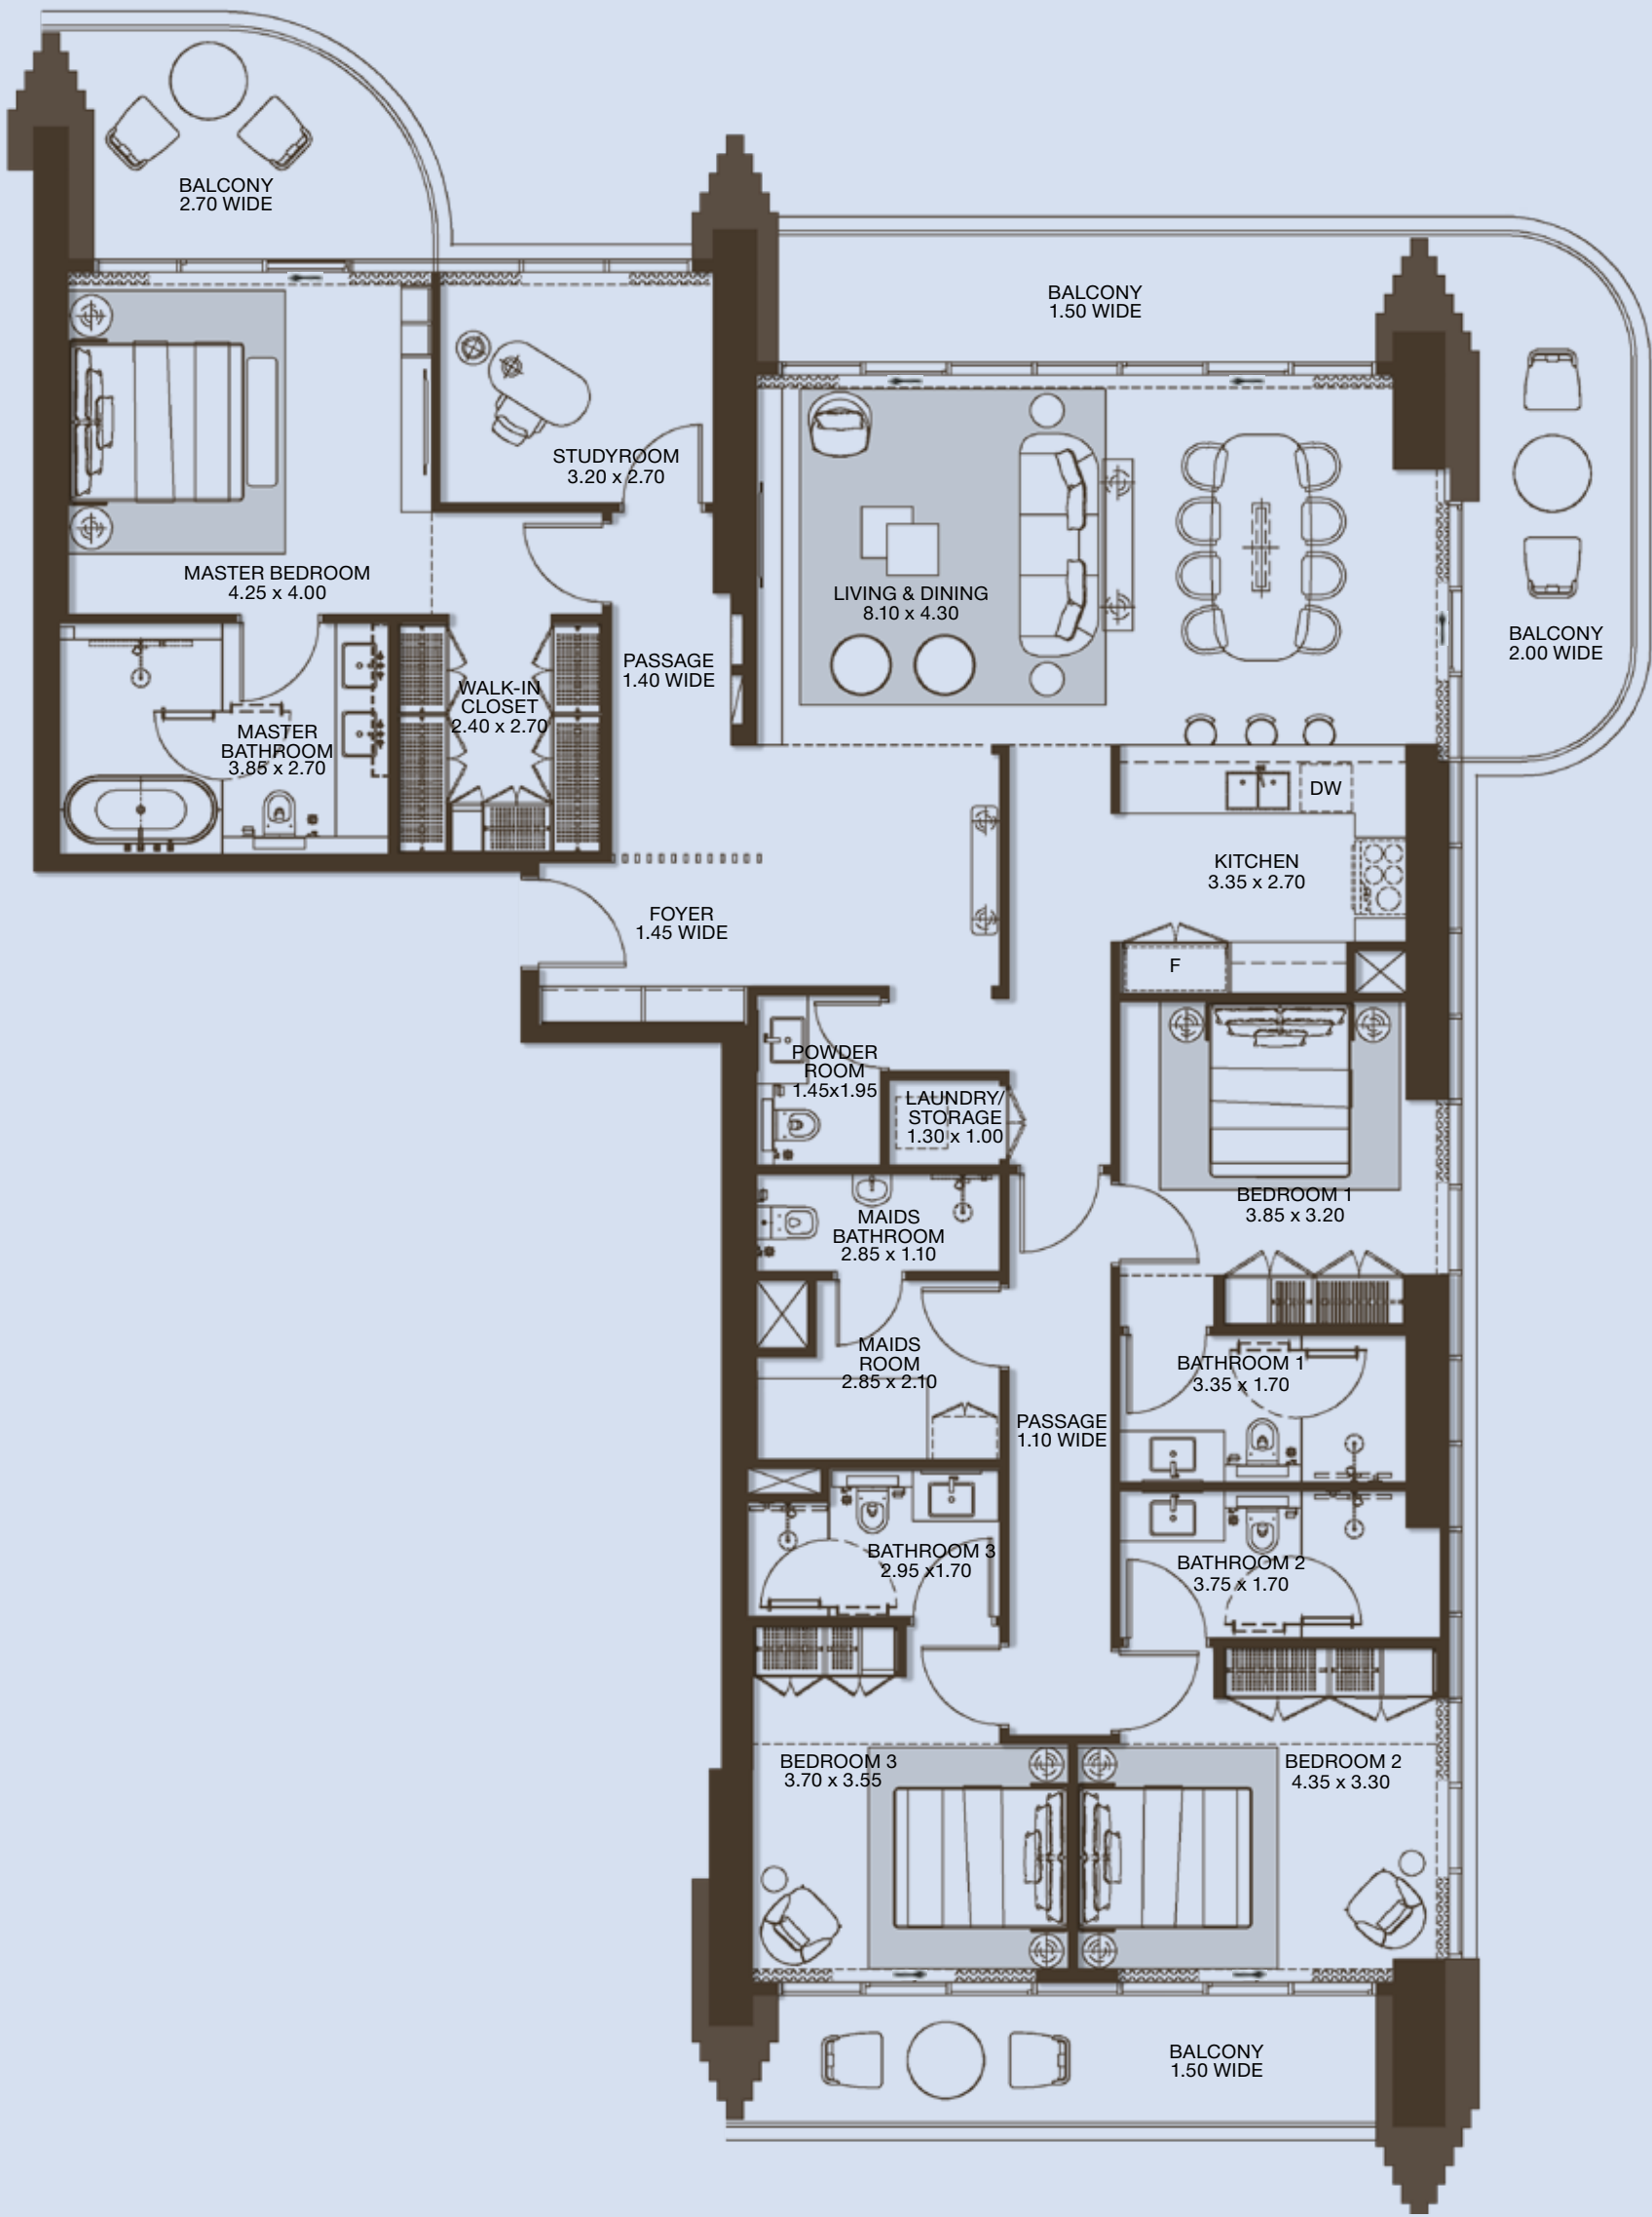 BALCONY
2.70 WIDE
BALCONY
1.50 WIDE
STUDYROOM
3.20 x 2.70
MASTER BEDROOM
4.25 x 4.00
LIVING & DINING
8.10 x 4.30
BALCONY
2.00 WIDE
PASSAGE
1.40 WIDE
WALK-IN
CLOSET
2.40 x 2.70
MASTER
BATHROOM
3.85 x 2.70
DW
KITCHEN
3.35 x 2.70
FOYER
1.45 WIDE
F
POWDER
ROOM
1.45x1.95
LAUNDRY/
STORAGE
1.30 x 1.00
BEDROOM 1
3.85 x 3.20
MAIDS
BATHROOM
2.85 x 1.10
MAIDS
ROOM
2.85 x 2.10
BATHROOM 1
3.35 x 1.70
PASSAGE
1.10 WIDE
BATHROOM 3
2.95 x1.70
BATHROOM 2
3.75 x 1.70
BEDROOM 3
3.70 x 3.55
BEDROOM 2
4.35 x 3.30
BALCONY
1.50 WIDE